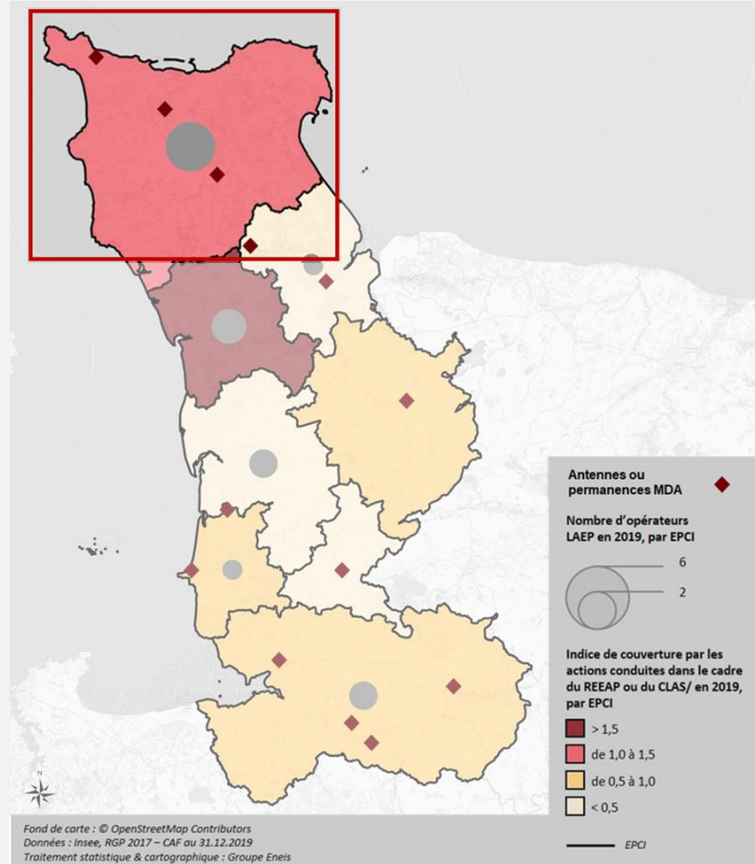 Antennes ou
permanences MDA
Nombre d'opérateurs
LAEP en 2019, par EPCI
6
2
Indice de couverture par les
actions conduites dans le cadre
du REEAP ou du CLAS/ en 2019,
par EPCI
> 1,5
de 1,0 à 1,5
de 0,5 à 1,0
< 0,5
EPCI
N
Fond de carte : © OpenStreetMap Contributors
Données : Insee, RGP 2017 – CAF au 31.12.2019
Traitement statistique & cartographique : Groupe Eneis